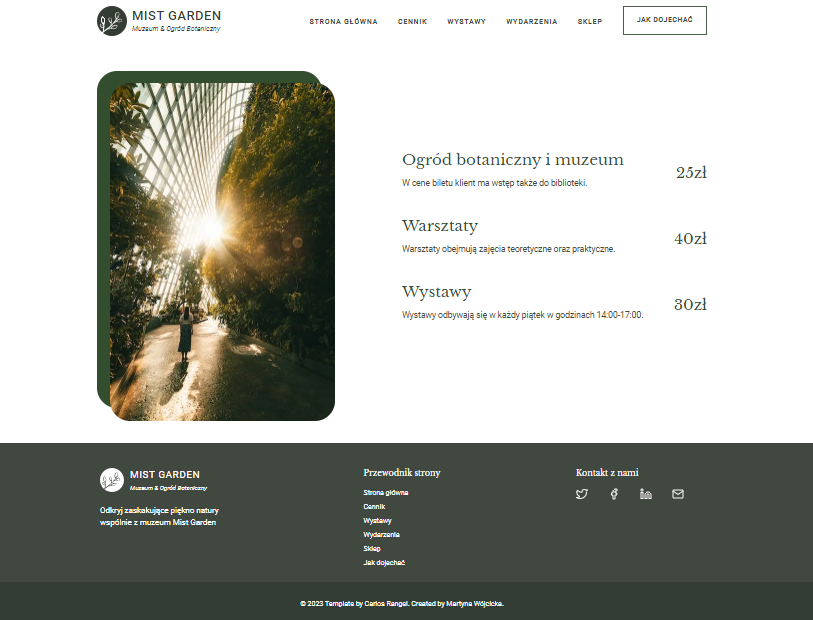 MIST GARDEN
Muzeum & Ogród Botaniczny
STRONA GŁÓWNA
CENNIK
WYSTAWY
WYDARZENIA
SKLEP
JAK DOJECHAĆ
Ogród botaniczny i muzeum
W cene biletu klient ma wstęp także do biblioteki.
25zł
Warsztaty
Warsztaty obejmują zajęcia teoretyczne oraz praktyczne.
40zł
Wystawy
Wystawy odbywają się w każdy piątek w godzinach 14:00-17:00.
30zł
MIST GARDEN
Muzeum & Ogród Botaniczny
Odkryj zaskakujące piękno natury
wspólnie z muzeum Mist Garden
Przewodnik strony
Strona główna
Cennik
Wystawy
Wydarzenia
Sklep
Jak dojechać
Kontakt z nami
© 2023 Template by Carlos Rangel. Created by Martyna Wójcicka.